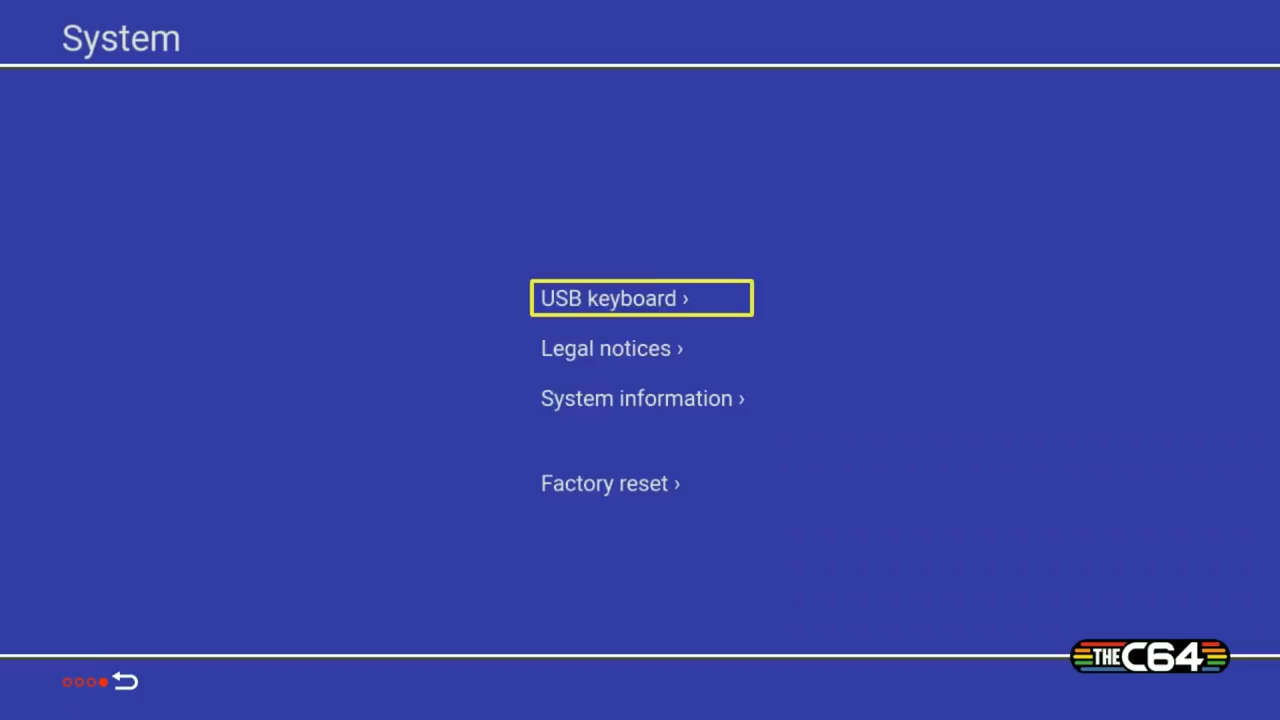 System
USB keyboard ›
Legal notices ›
System information ›
Factory reset ›
THEC64